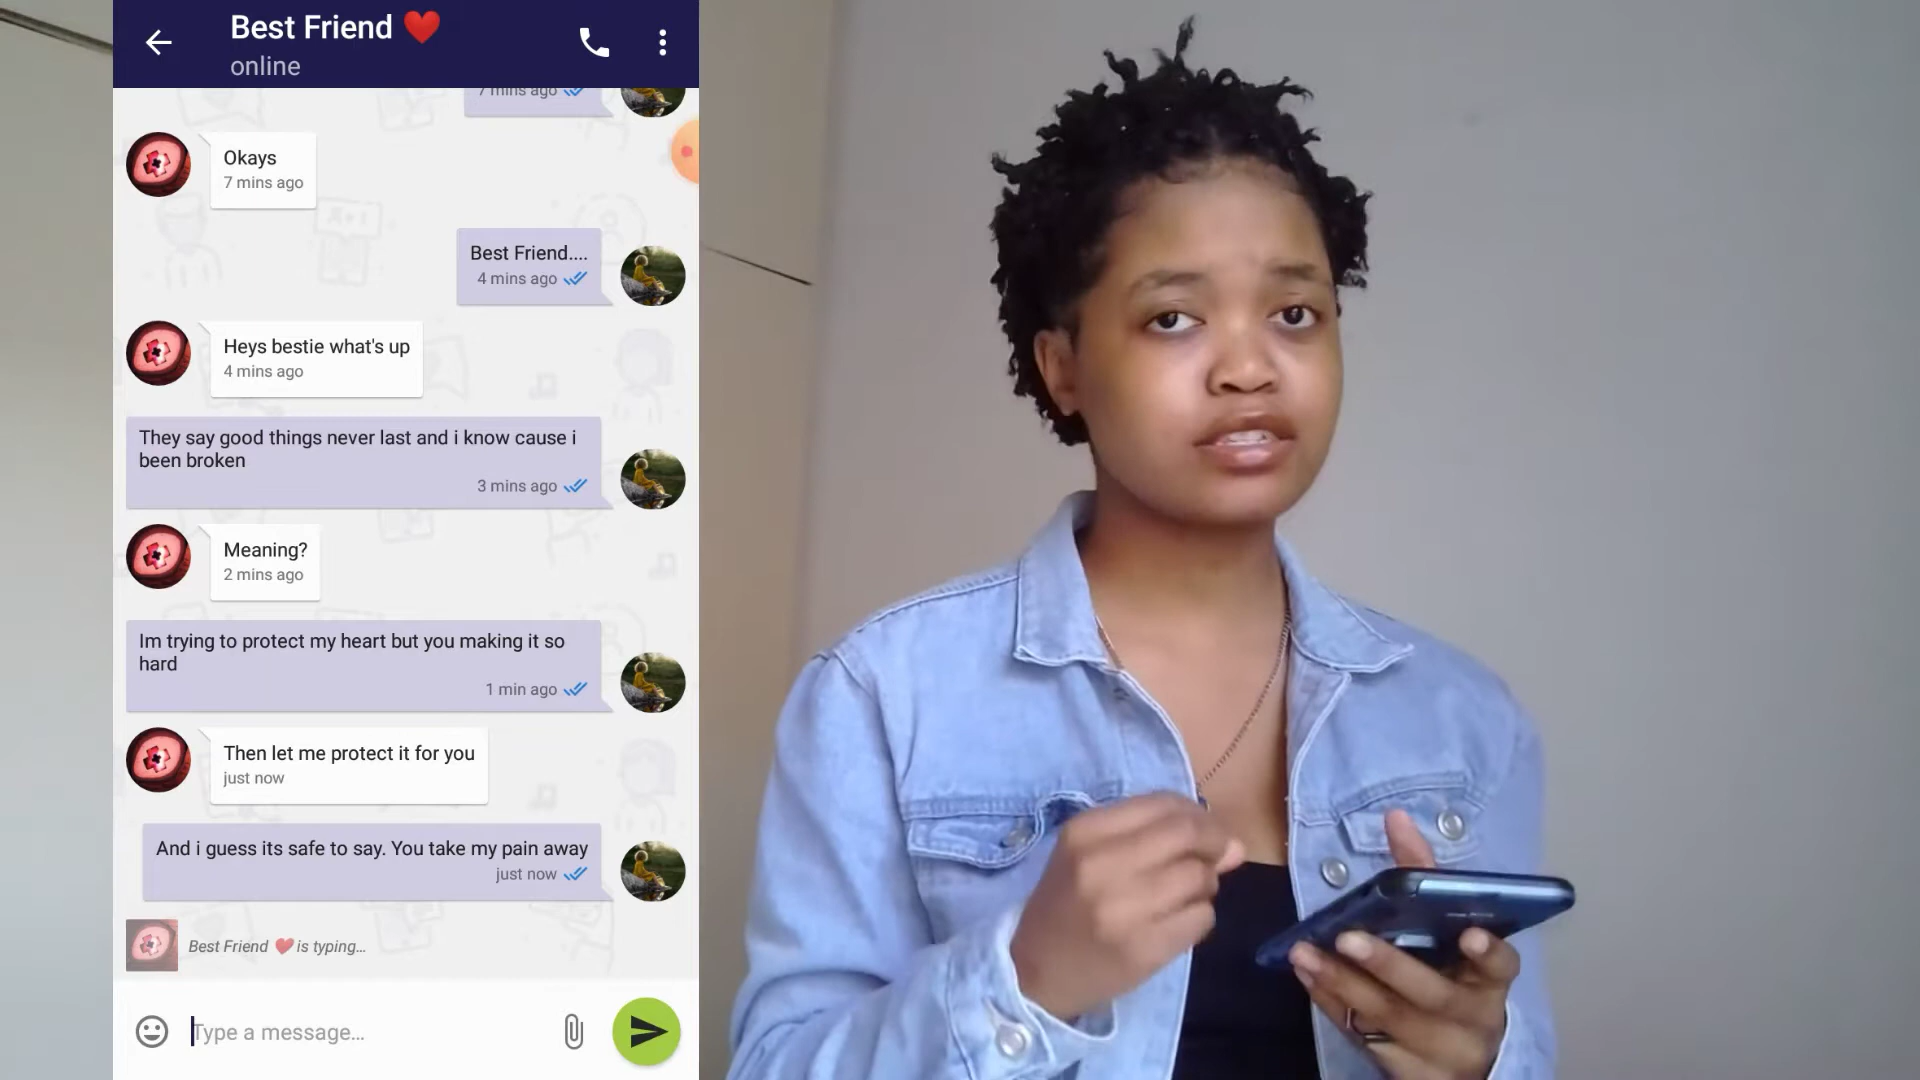 Best Friend ❤️
online
7 mins ago
Okays
7 mins ago
Best Friend....
4 mins ago
Heys bestie what's up
4 mins ago
They say good things never last and i know cause i
been broken
3 mins ago
Meaning?
2 mins ago
Im trying to protect my heart but you making it so
hard
1 min ago
Then let me protect it for you
just now
And i guess its safe to say. You take my pain away
just now
Best Friend ❤️ is typing...
Type a message...